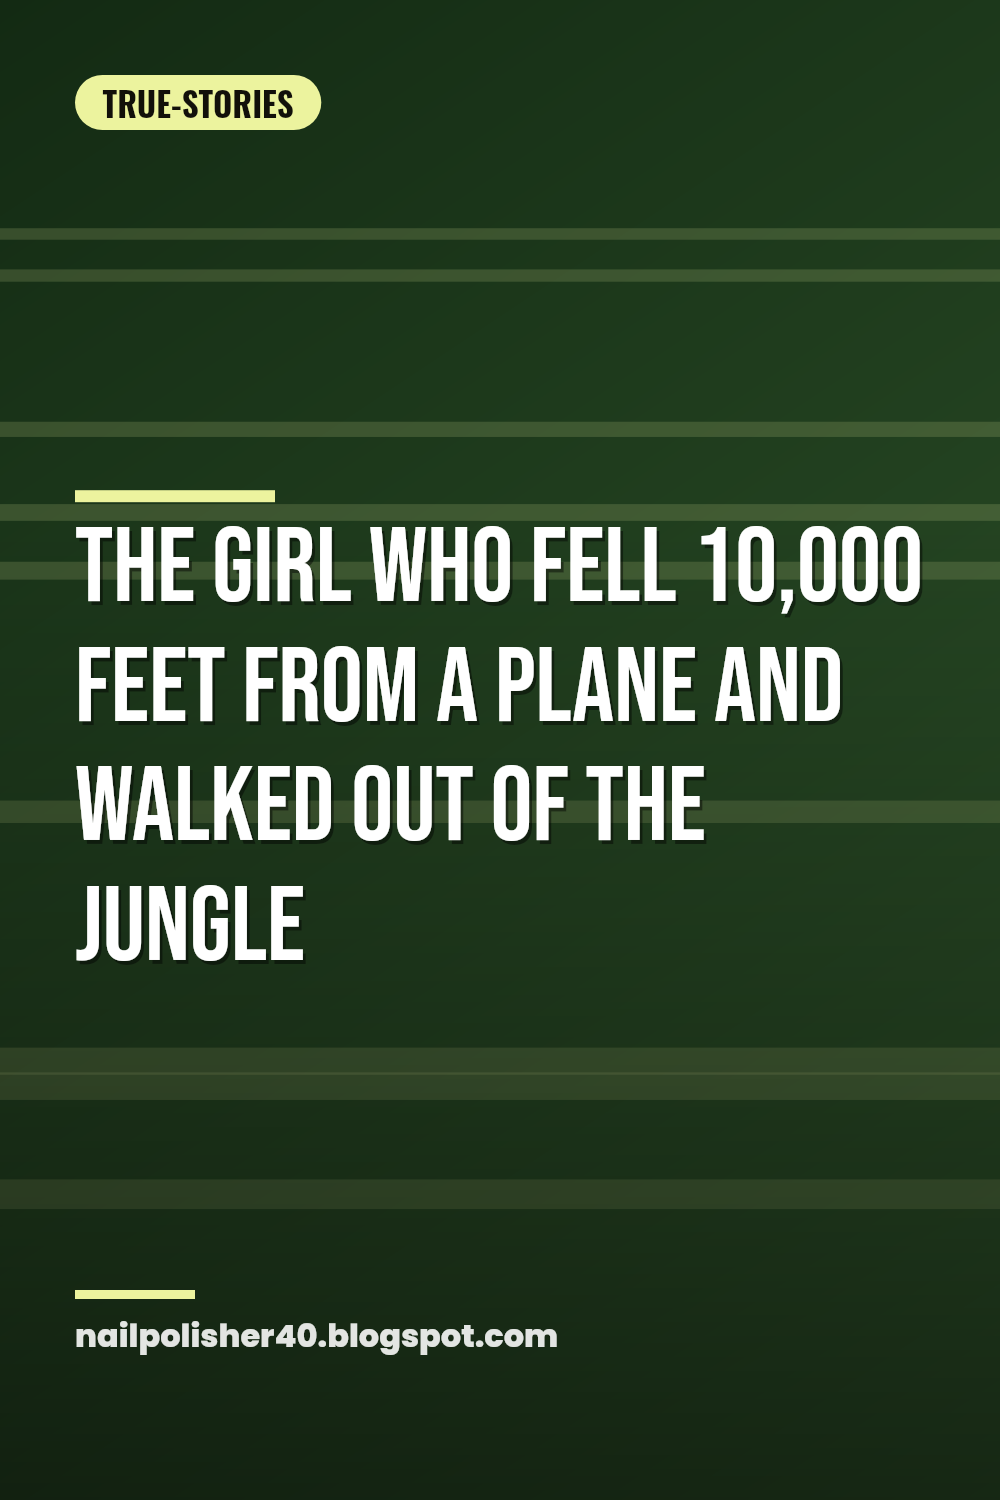 TRUE-STORIES
THE GIRL WHO FELL 10,000
FEET FROM A PLANE AND
WALKED OUT OF THE
JUNGLE
nailpolisher40.blogspot.com